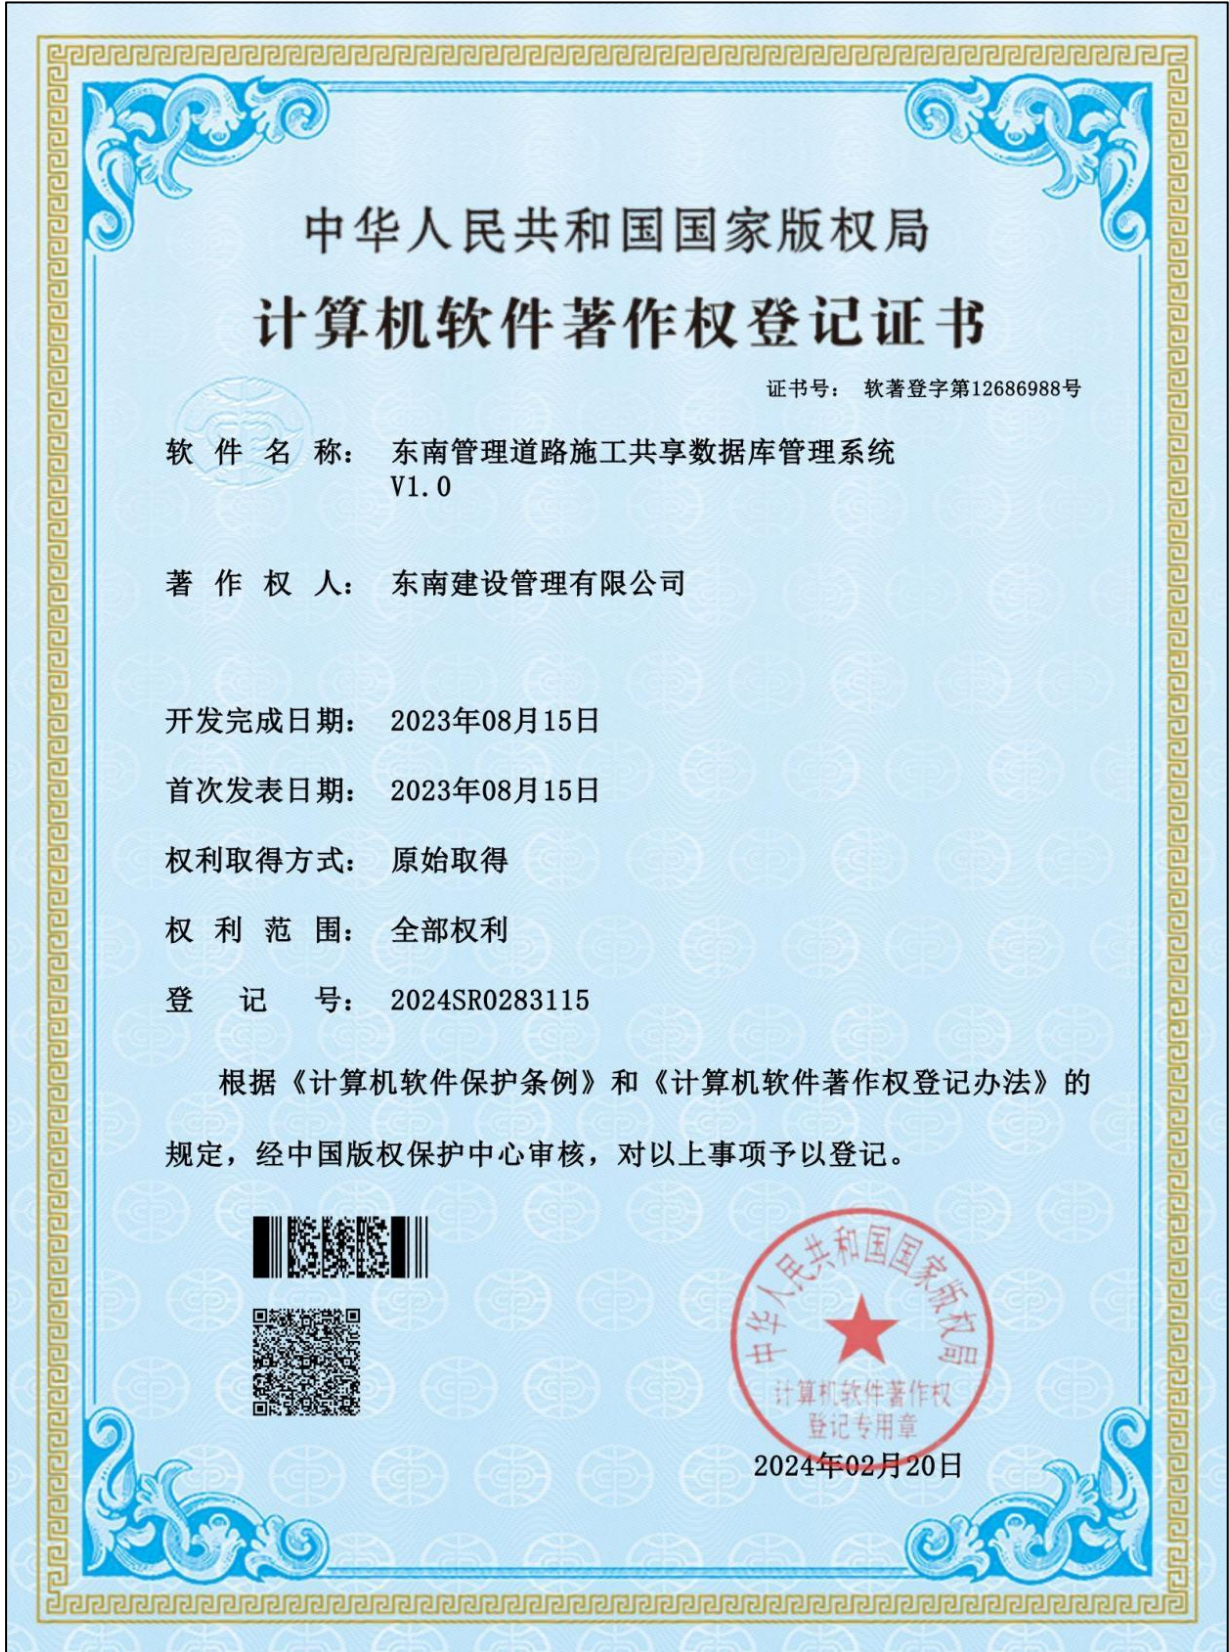 中华人民共和国国家版权局
计算机软件著作权登记证书
证书号： 软著登字第12686988号
软件名称： 东南管理道路施工共享数据库管理系统
V1.0
著作权人： 东南建设管理有限公司
开发完成日期： 2023年08月15日
首次发表日期： 2023年08月15日
权利取得方式： 原始取得
权利范围： 全部权利
登记号： 2024SR0283115
根据《计算机软件保护条例》和《计算机软件著作权登记办法》的
规定，经中国版权保护中心审核，对以上事项予以登记。
中华人民共和国国家版权局
计算机软件著作权
登记专用章
2024年02月20日